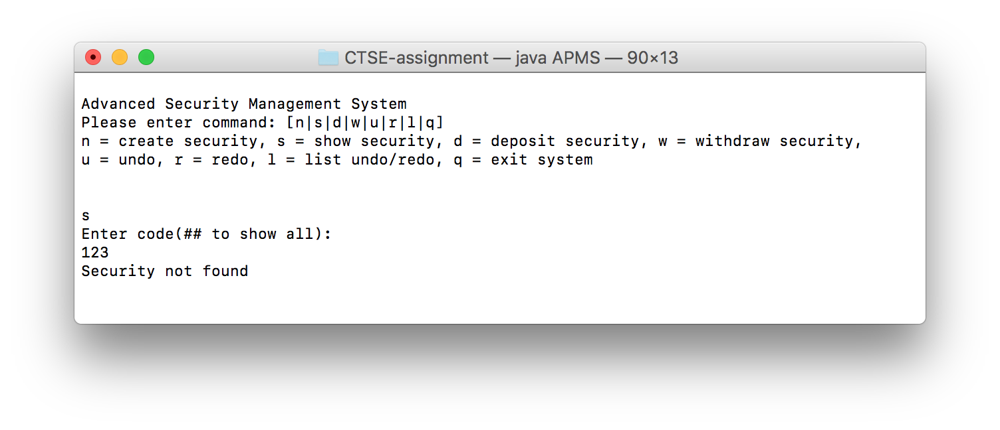 CTSE-assignment — java APMS — 90×13
Advanced Security Management System
Please enter command: [n|s|d|w|u|r|l|q]
n = create security, s = show security, d = deposit security, w = withdraw security,
u = undo, r = redo, l = list undo/redo, q = exit system
s
Enter code(## to show all):
123
Security not found